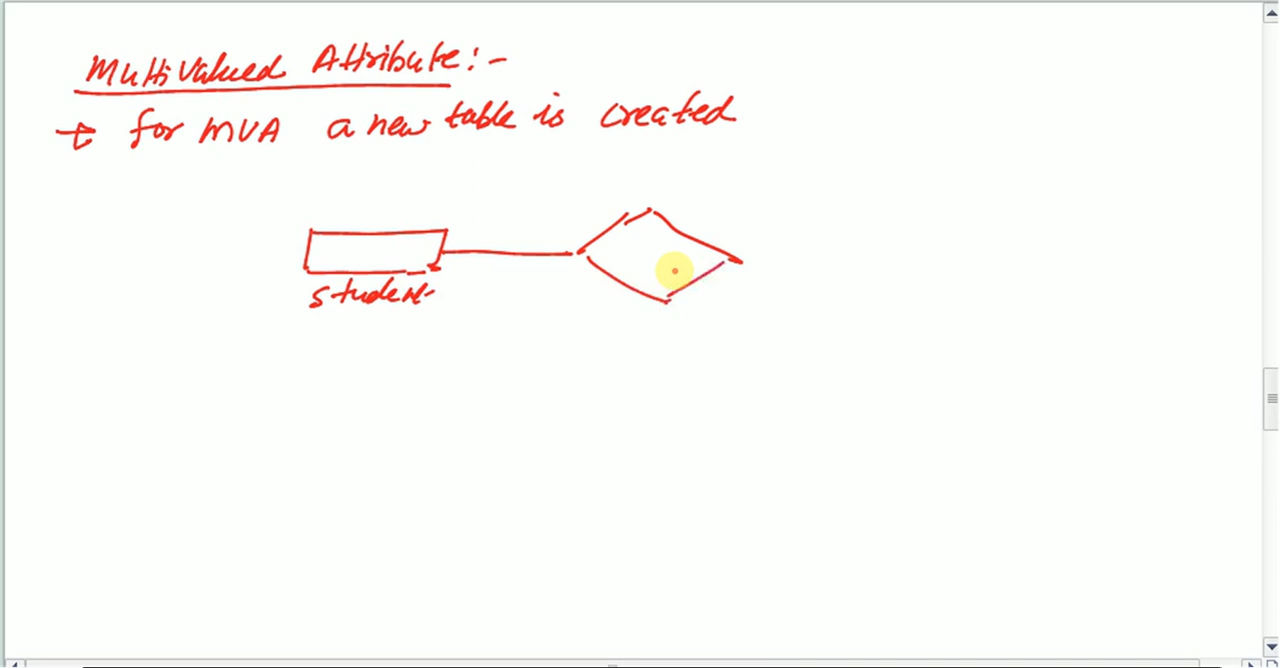 Multivalued Attribute:-
→ for MVA a new table is created
student